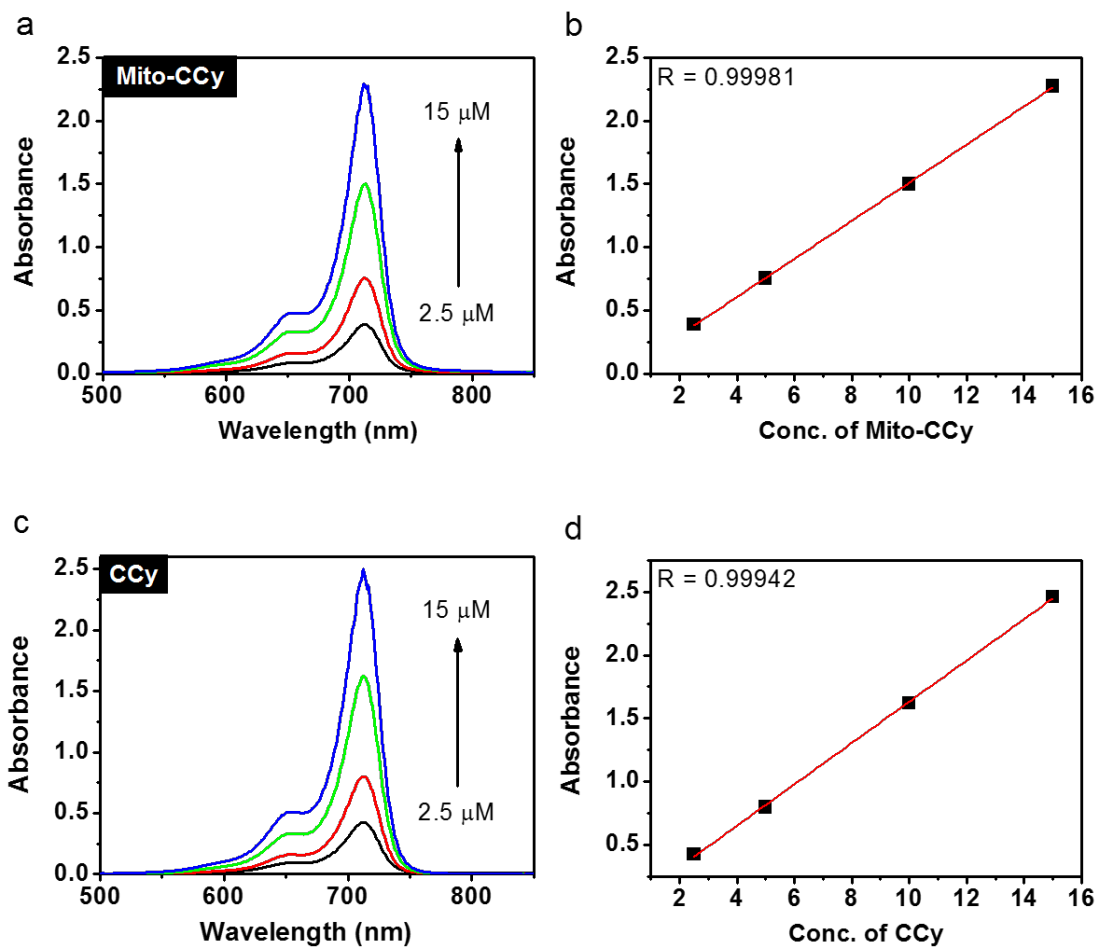 a
Mito-CCy
15 μM
2.5 μM
Absorbance
2.5
2.0
1.5
1.0
0.5
0.0
500
600
700
800
Wavelength (nm)
b
R = 0.99981
Absorbance
2.5
2.0
1.5
1.0
0.5
0.0
2
4
6
8
10
12
14
16
Conc. of Mito-CCy
c
CCy
15 μM
2.5 μM
Absorbance
2.5
2.0
1.5
1.0
0.5
0.0
500
600
700
800
Wavelength (nm)
d
R = 0.99942
Absorbance
2.5
2.0
1.5
1.0
0.5
2
4
6
8
10
12
14
16
Conc. of CCy